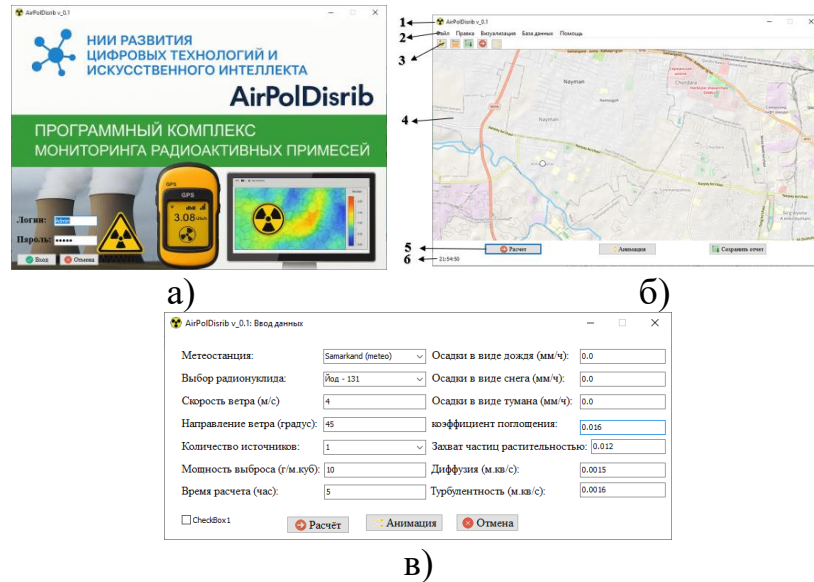 AirPolDisrib v_0.1
НИИ РАЗВИТИЯ
ЦИФРОВЫХ ТЕХНОЛОГИЙ И
ИСКУССТВЕННОГО ИНТЕЛЛЕКТА
AirPolDisrib
ПРОГРАММНЫЙ КОМПЛЕКС
МОНИТОРИНГА РАДИОАКТИВНЫХ ПРИМЕСЕЙ
GPS
GPS
3.08
Логин:
Пароль: •••••
Вход Отмена
а)
1 AirPolDisrib v_0.1
2 Файл Правка Визуализация База данных Помощь
3
4
Nayman
Chandara
Nayman
5 Расчет Анимация Сохранить отчет
6 21:54:50
б)
AirPolDisrib v_0.1: Ввод данных
Метеостанция: Samarkand (meteo) Осадки в виде дождя (мм/ч): 0.0
Выбор радионуклида: Йод - 131 Осадки в виде снега (мм/ч): 0.0
Скорость ветра (м/с) 4 Осадки в виде тумана (мм/ч): 0.0
Направление ветра (градус): 45 коэффициент поглощения: 0.016
Количество источников: 1 Захват частиц растительностью: 0.012
Мощность выброса (г/м.куб): 10 Диффузия (м.кв/с): 0.0015
Время расчета (час): 5 Турбулентность (м.кв/с): 0.0016
CheckBox1 Расчёт Анимация Отмена
в)